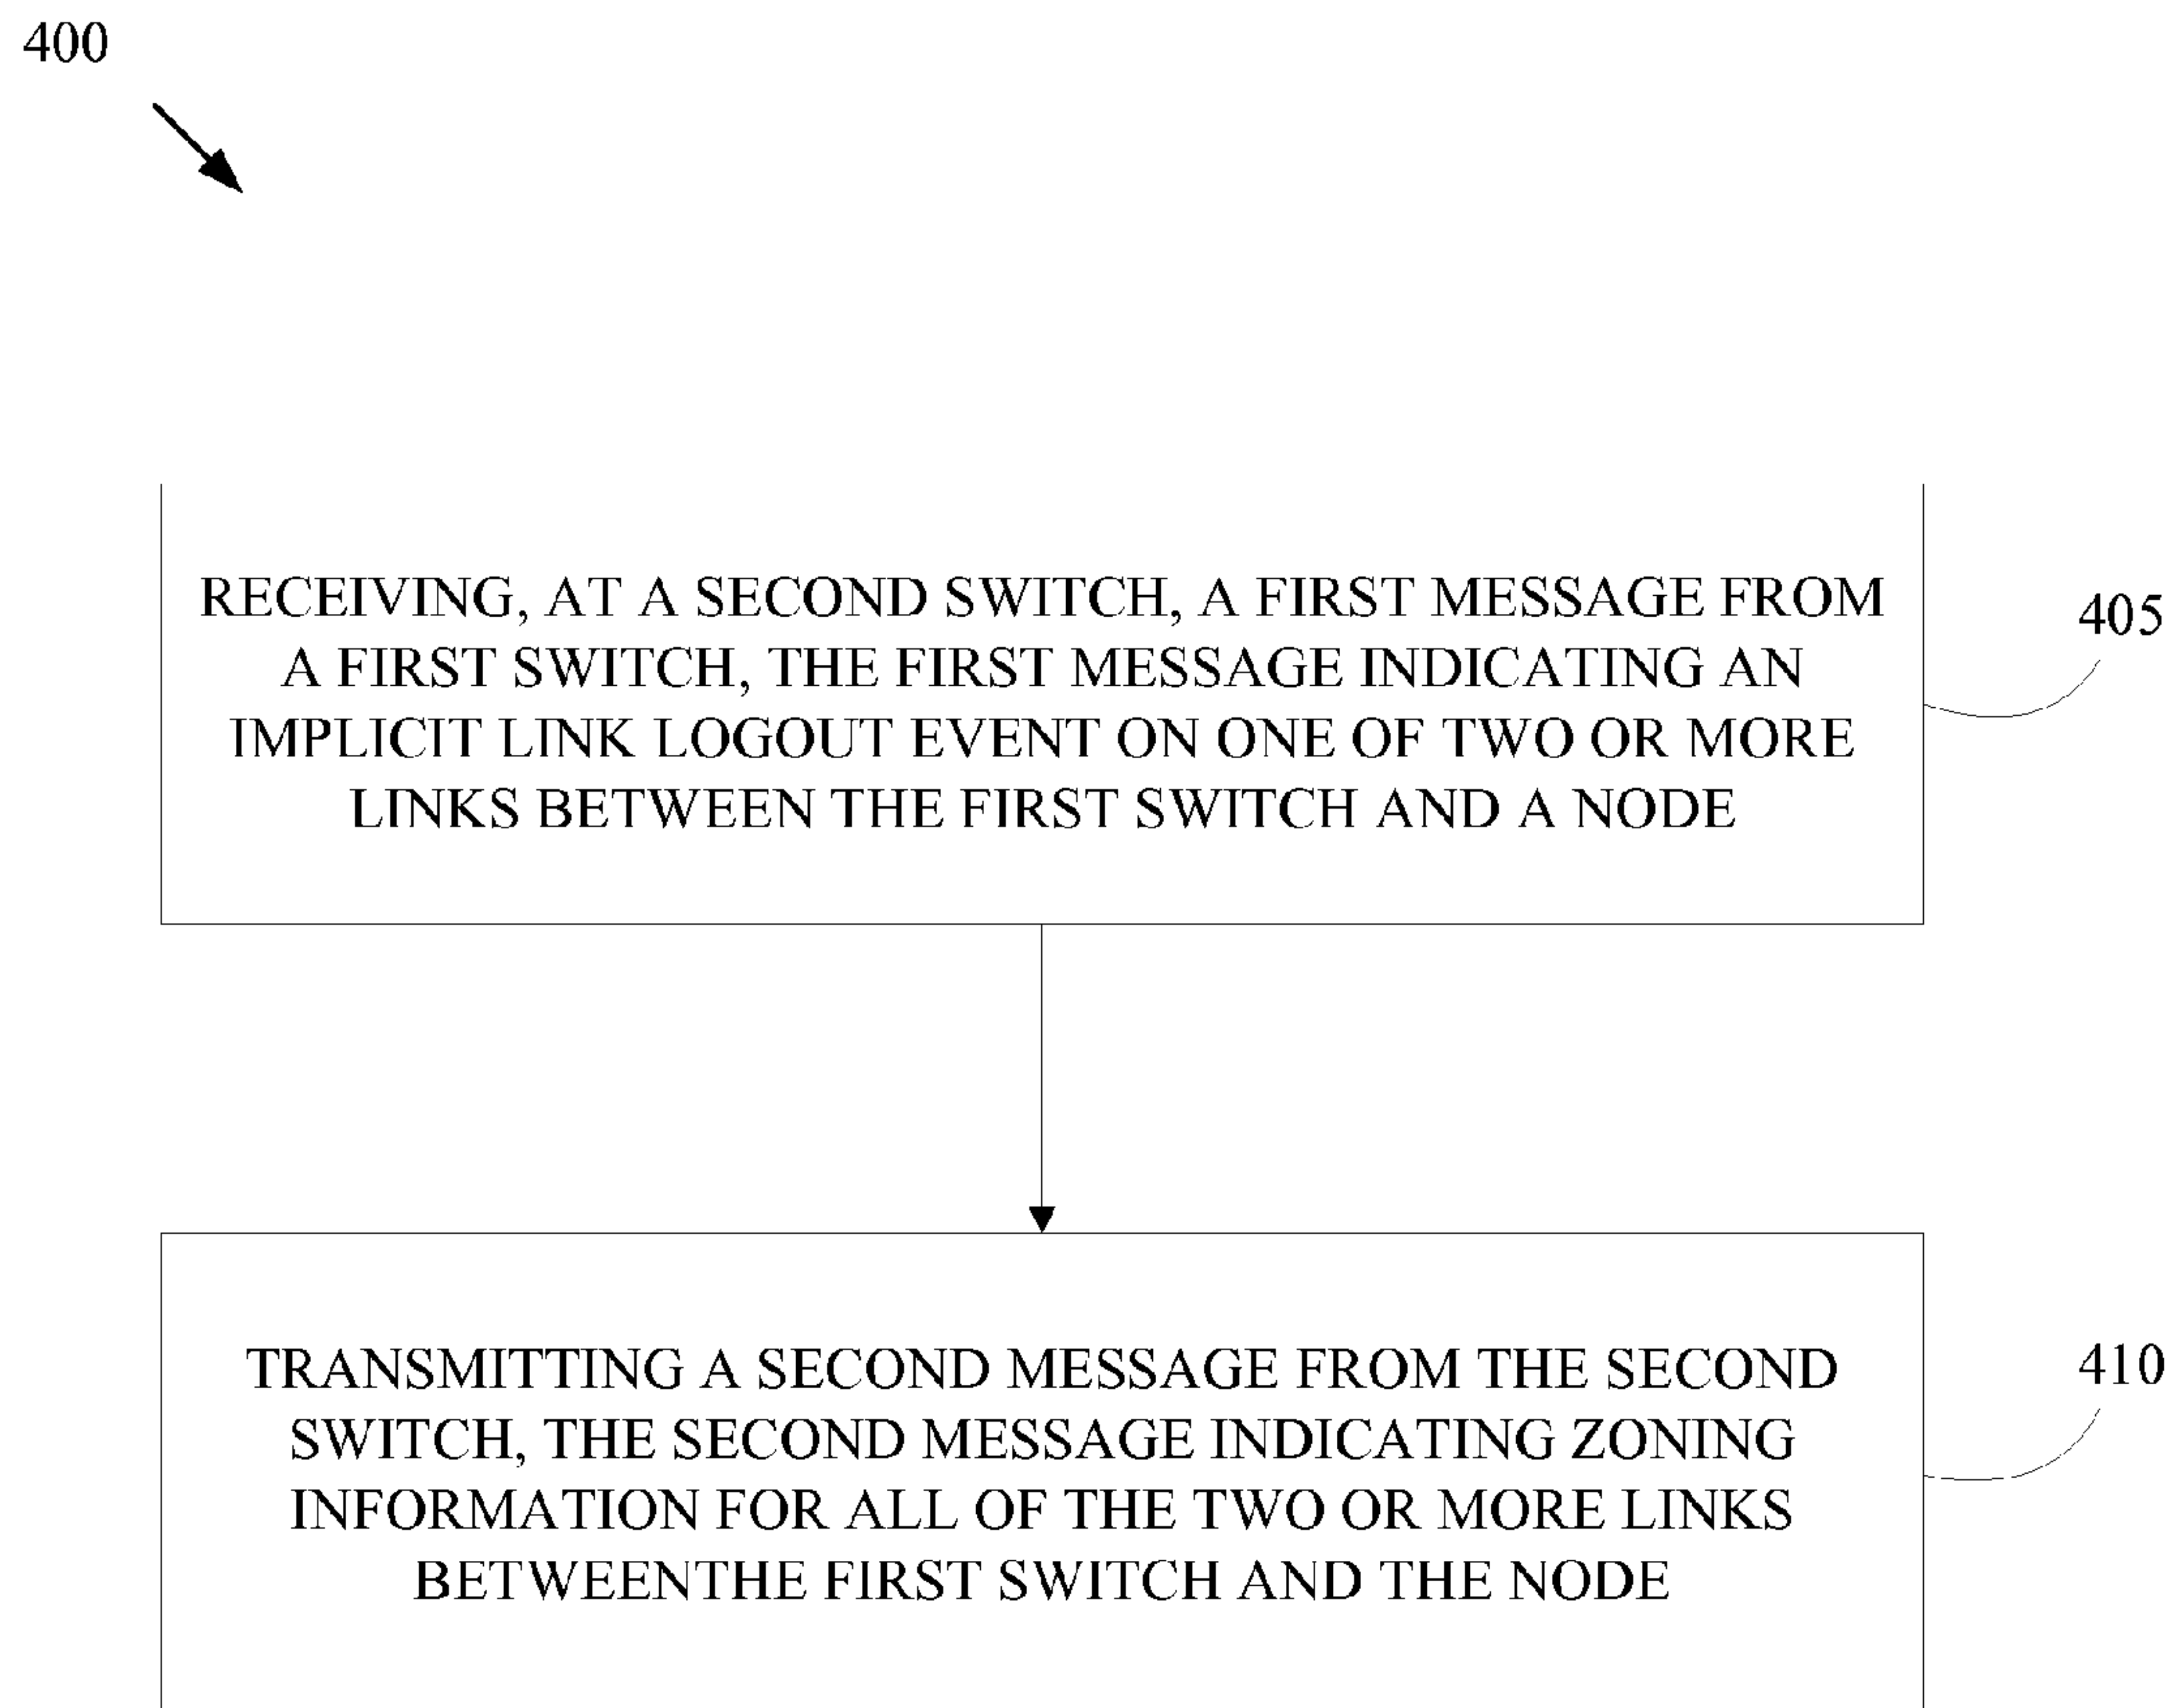 400
RECEIVING, AT A SECOND SWITCH, A FIRST MESSAGE FROM
A FIRST SWITCH, THE FIRST MESSAGE INDICATING AN
IMPLICIT LINK LOGOUT EVENT ON ONE OF TWO OR MORE
LINKS BETWEEN THE FIRST SWITCH AND A NODE
405
TRANSMITTING A SECOND MESSAGE FROM THE SECOND
SWITCH, THE SECOND MESSAGE INDICATING ZONING
INFORMATION FOR ALL OF THE TWO OR MORE LINKS
BETWEENTHE FIRST SWITCH AND THE NODE
410